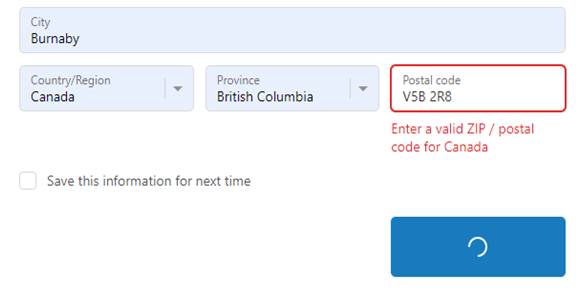 City
Burnaby
Country/Region
Canada
Province
British Columbia
Postal code
V5B 2R8
Enter a valid ZIP / postal
code for Canada
Save this information for next time